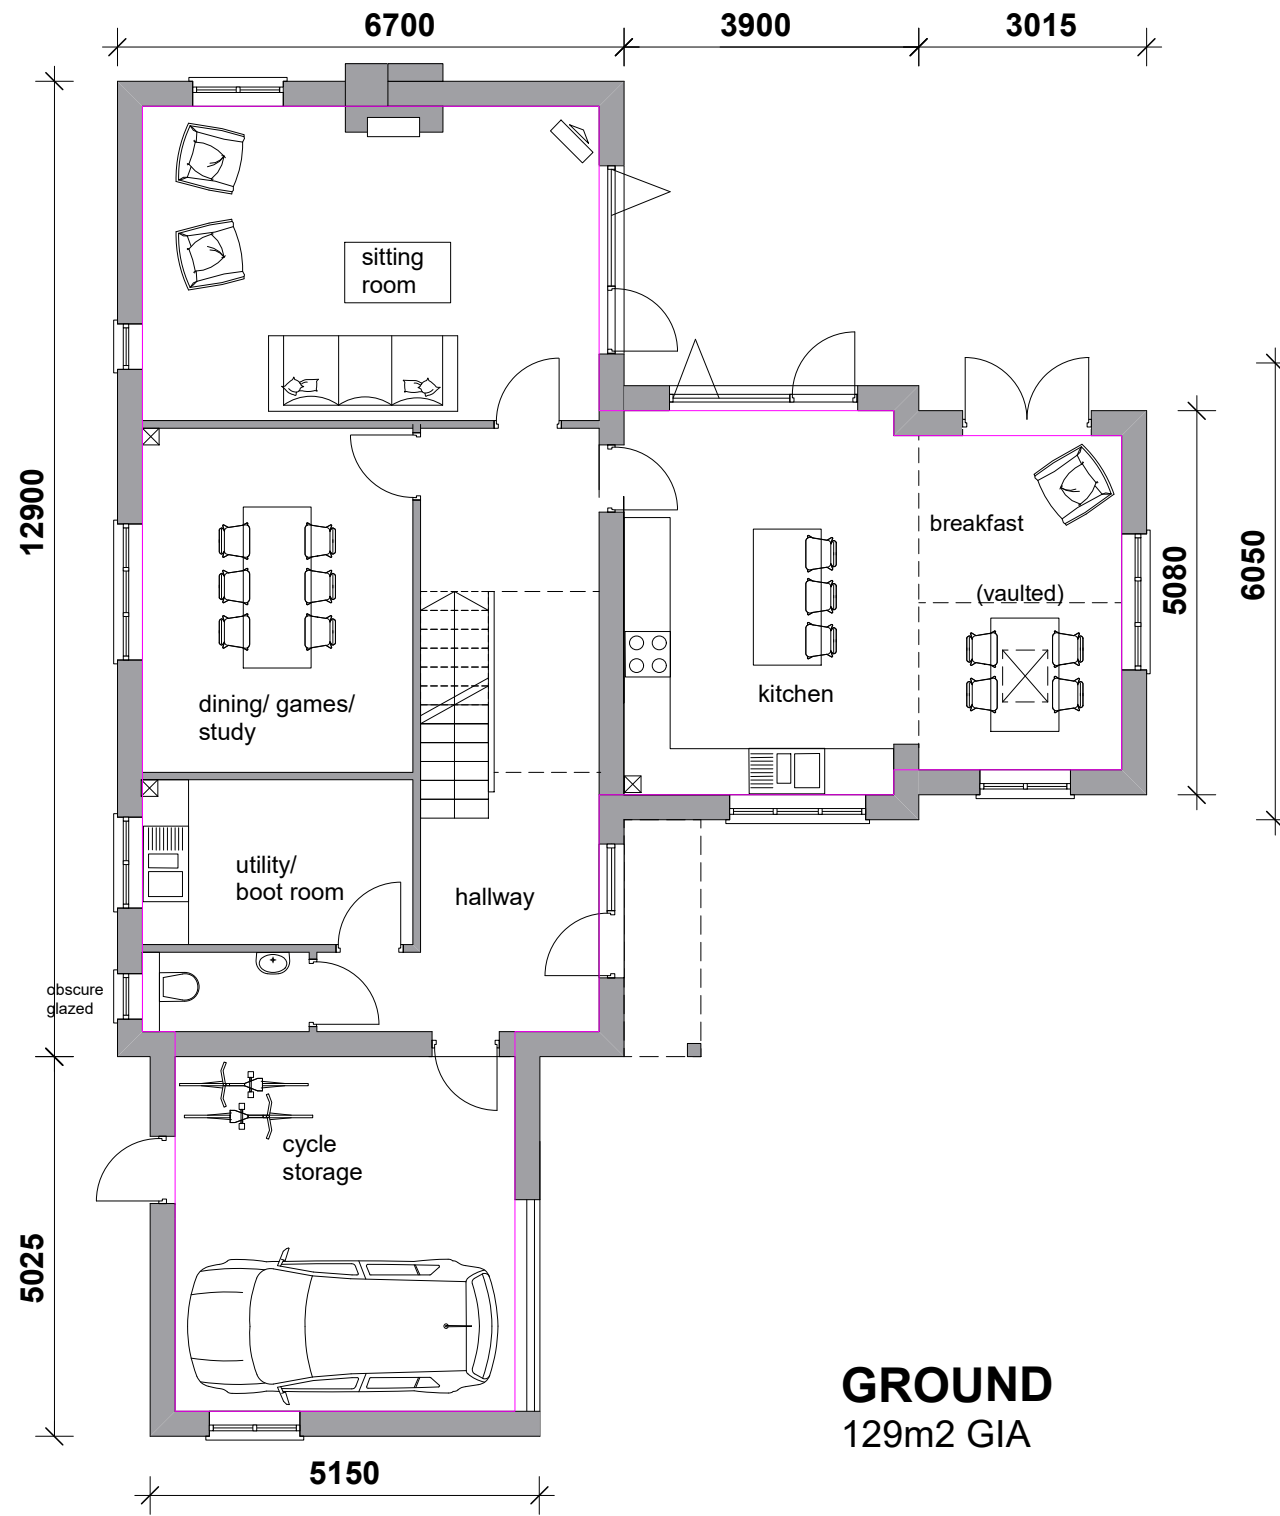 6700
3900
3015
sitting
room
12900
breakfast
5080
6050
(vaulted)
kitchen
dining/ games/
study
utility/
boot room
hallway
obscure
glazed
cycle
storage
5025
GROUND
129m2 GIA
5150